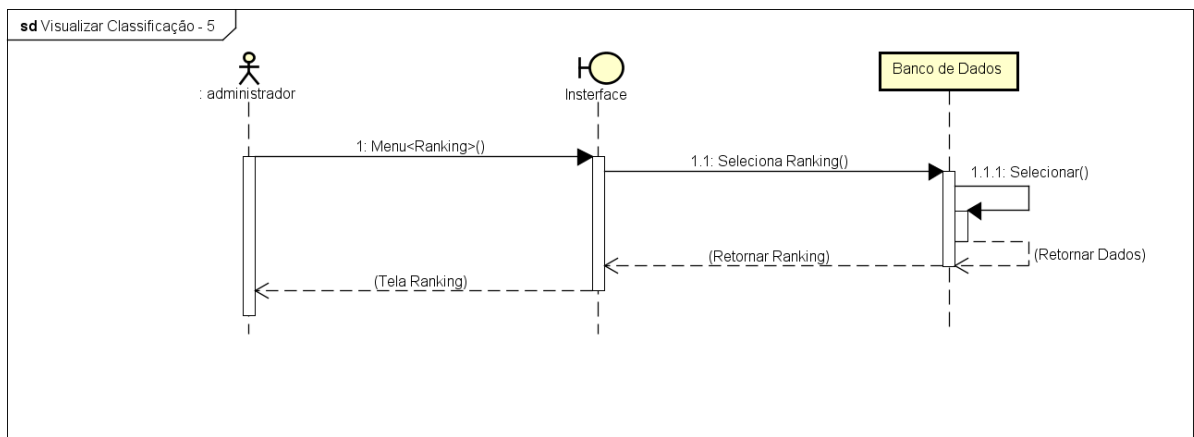 sd Visualizar Classificação - 5
: administrador
Insterface
Banco de Dados
1: Menu<Ranking>()
1.1: Seleciona Ranking()
1.1.1: Selecionar()
(Retornar Dados)
(Retornar Ranking)
(Tela Ranking)